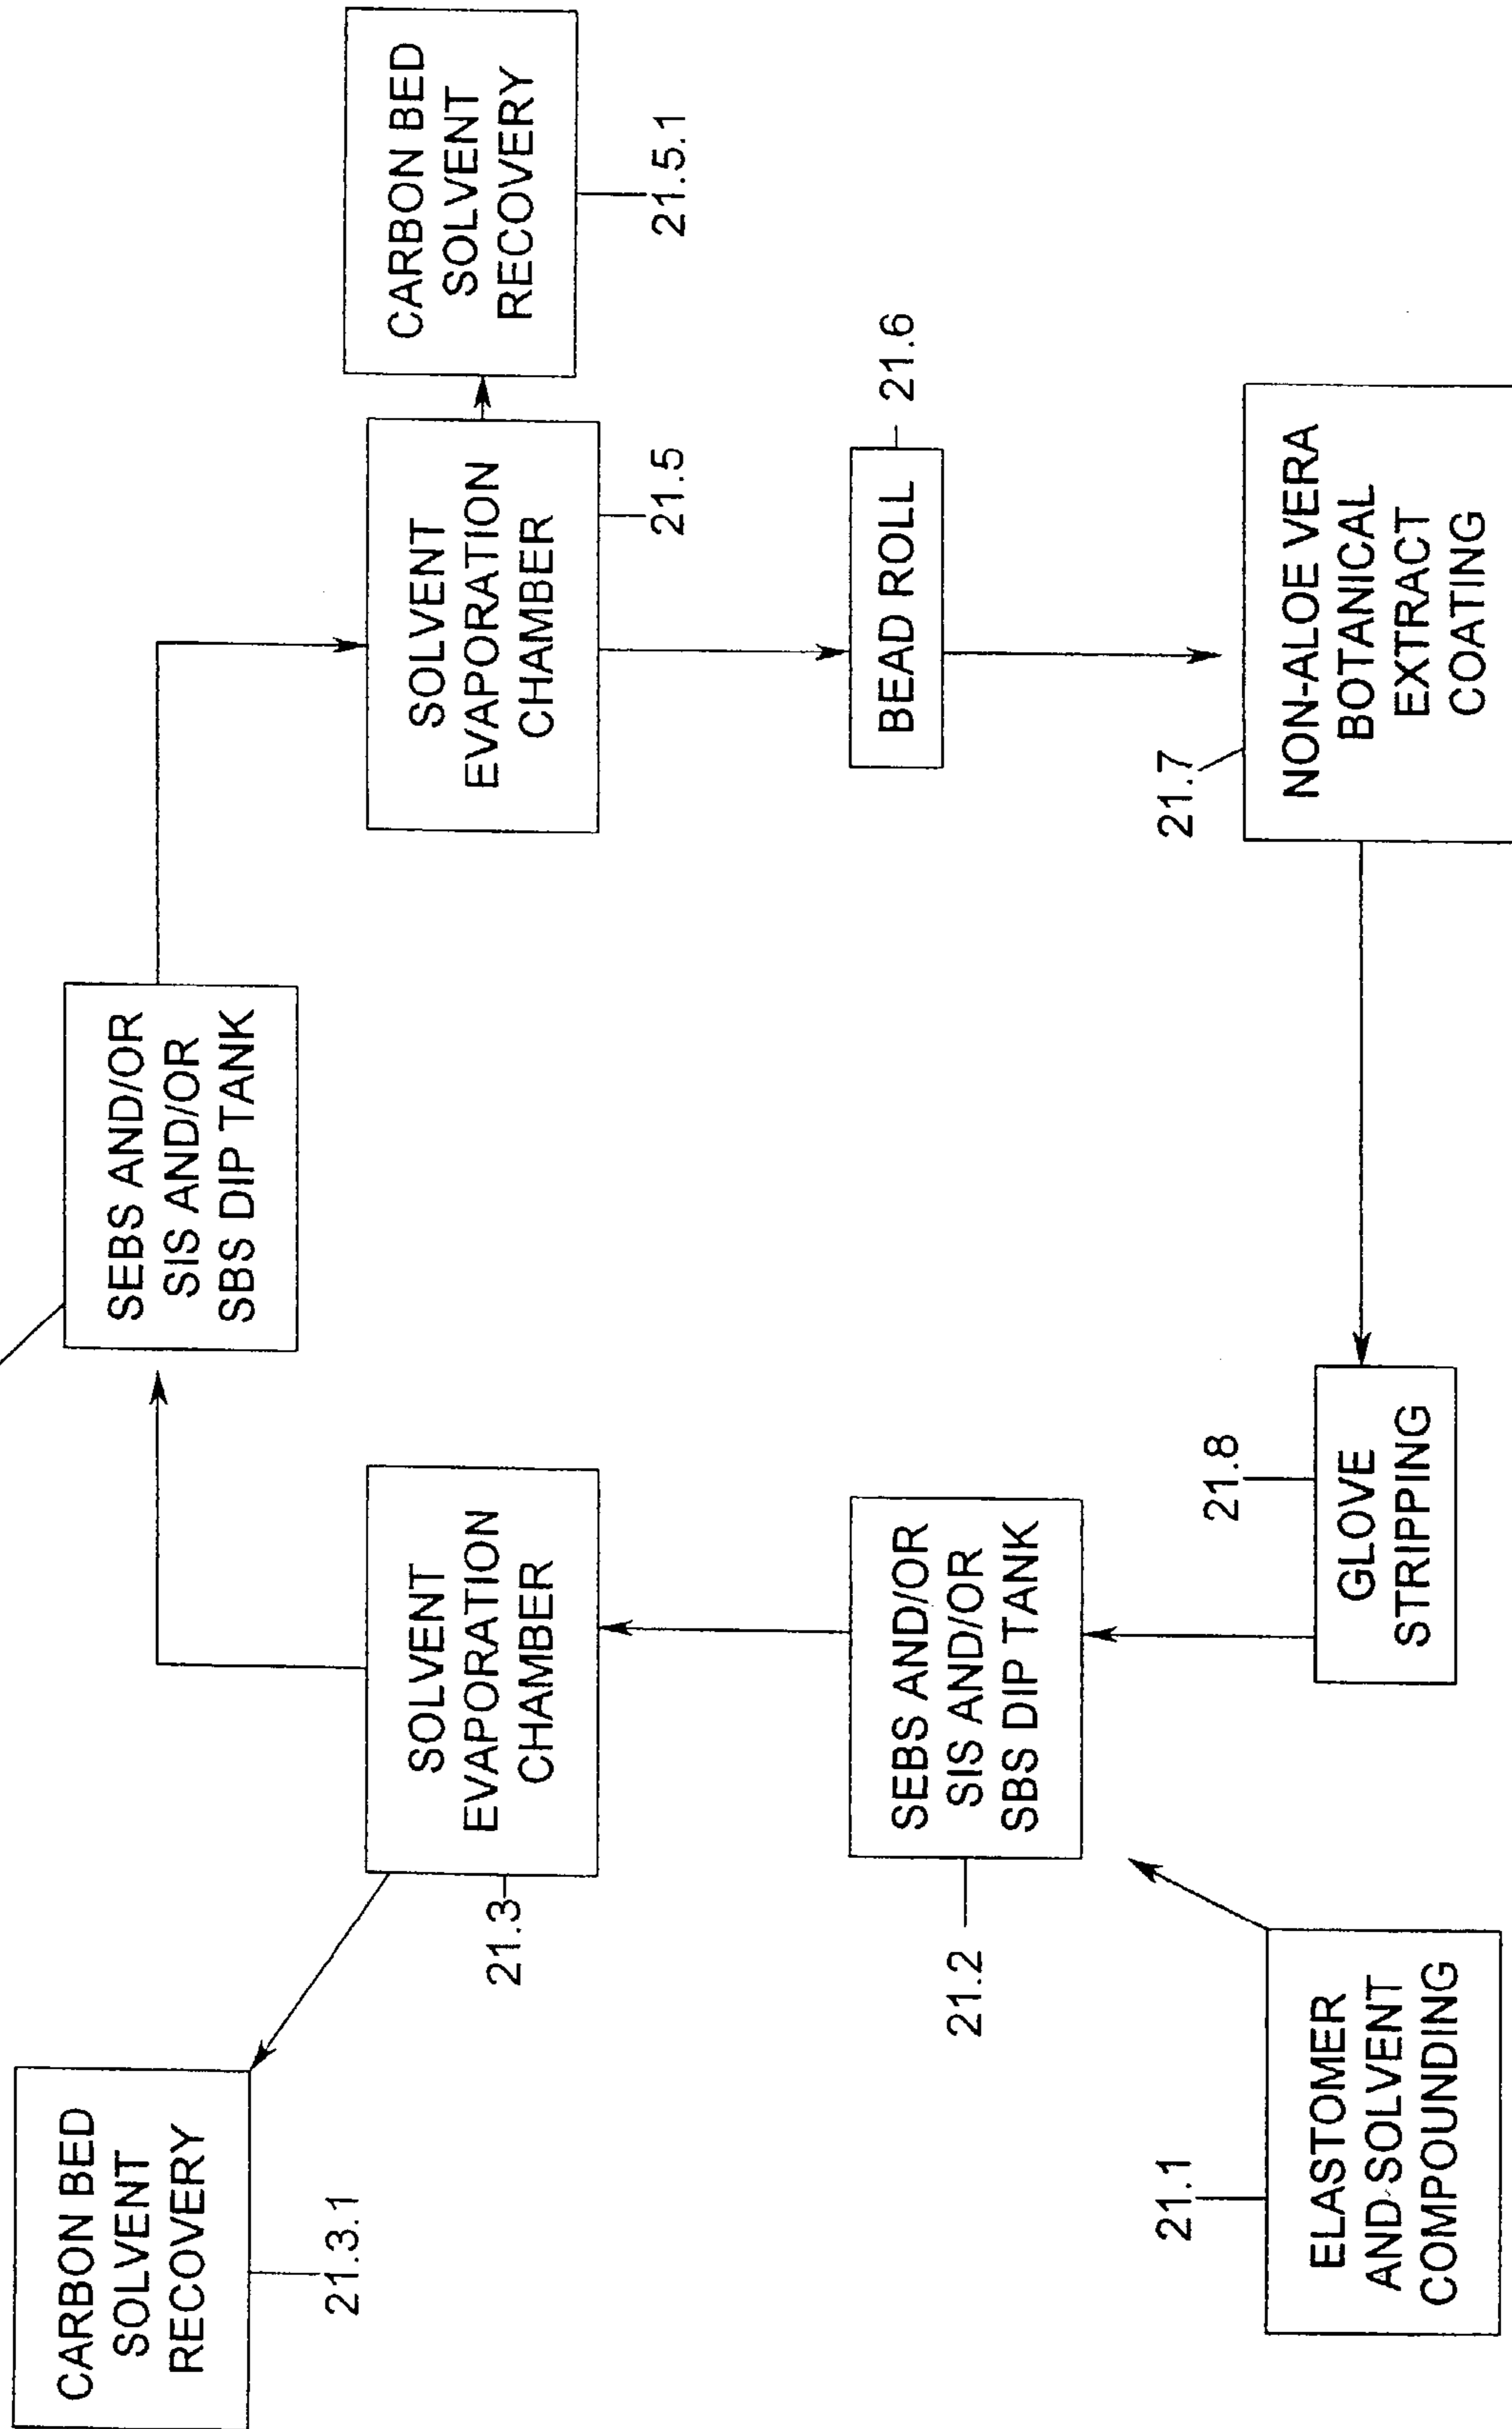 CARBON BED
SOLVENT
RECOVERY
21.3.1
SOLVENT
EVAPORATION
CHAMBER
21.3
SEBS AND/OR
SIS AND/OR
SBS DIP TANK
SOLVENT
EVAPORATION
CHAMBER
21.5
CARBON BED
SOLVENT
RECOVERY
21.5.1
ELASTOMER
AND SOLVENT
COMPOUNDING
21.1
SEBS AND/OR
SIS AND/OR
SBS DIP TANK
21.2
BEAD ROLL
21.6
GLOVE
STRIPPING
21.8
NON-ALOE VERA
BOTANICAL
EXTRACT
COATING
21.7